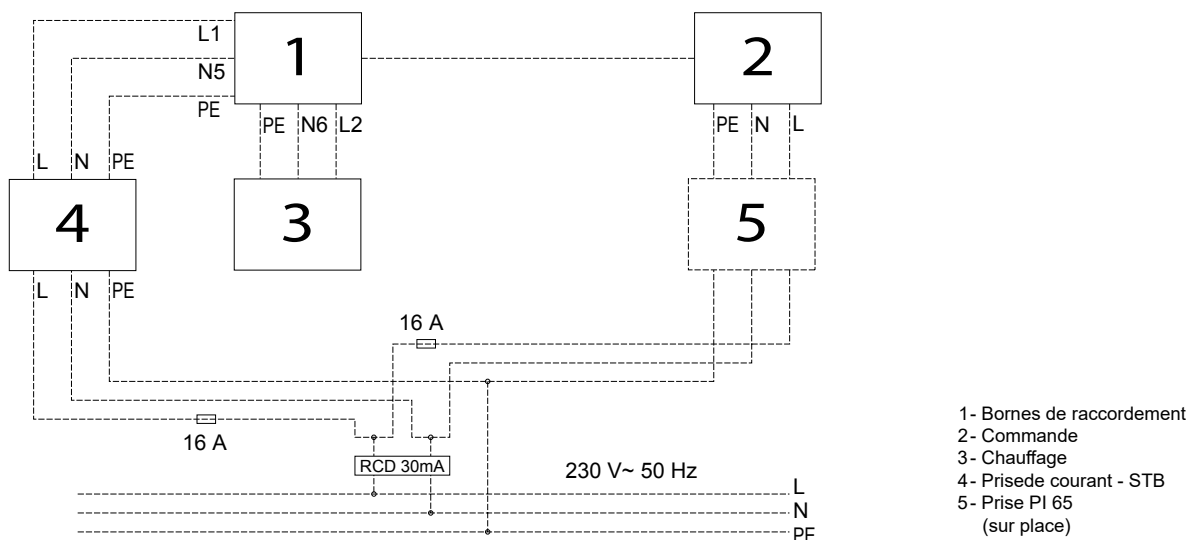 L1
1
2
N5
PE
PE N6 L2
PE N L
L N PE
4
3
5
L N PE
16 A
16 A
RCD 30mA
230 V~ 50 Hz
L
N
PE
1- Bornes de raccordement
2- Commande
3- Chauffage
4- Prisede courant - STB
5- Prise PI 65
(sur place)